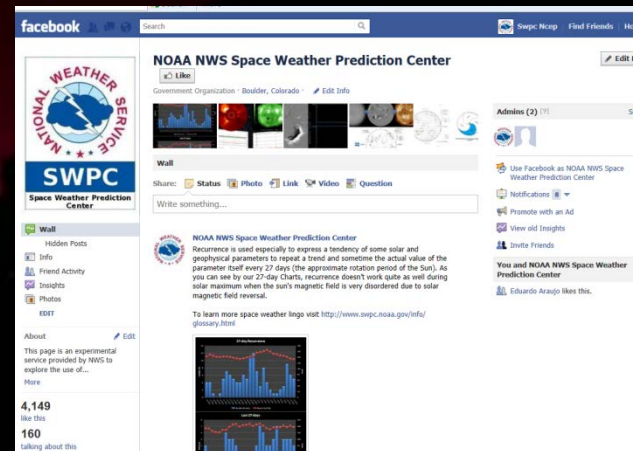 facebook
Search
Swpc Ncep Find Friends
NATIONAL WEATHER SERVICE
SWPC
Space Weather Prediction Center
NOAA NWS Space Weather Prediction Center
Like
Government Organization · Boulder, Colorado · Edit Info
Wall
Share: Status Photo Link Video Question
Write something...
NOAA NWS Space Weather Prediction Center
Recurrence is used especially to express a tendency of some solar and
geophysical parameters to repeat a trend and sometime the actual value of the
parameter itself every 27 days (the approximate rotation period of the Sun). As
you can see by our 27-day Charts, recurrence doesn't work quite as well during
solar maximum when the sun's magnetic field is very disordered due to solar
magnetic field reversal.
To learn more space weather lingo visit http://www.swpc.noaa.gov/info/
glossary.html
Wall
Hidden Posts
Info
Friend Activity
Insights
Photos
EDIT
About Edit
This page is an experimental
service provided by NWS to
explore the use of...
More
4,149
like this
160
talking about this
Edit
Admins (2) [?]
Use Facebook as NOAA NWS Space
Weather Prediction Center
Notifications 8
Promote with an Ad
View old Insights
Invite Friends
You and NOAA NWS Space Weather
Prediction Center
Eduardo Araujo likes this.